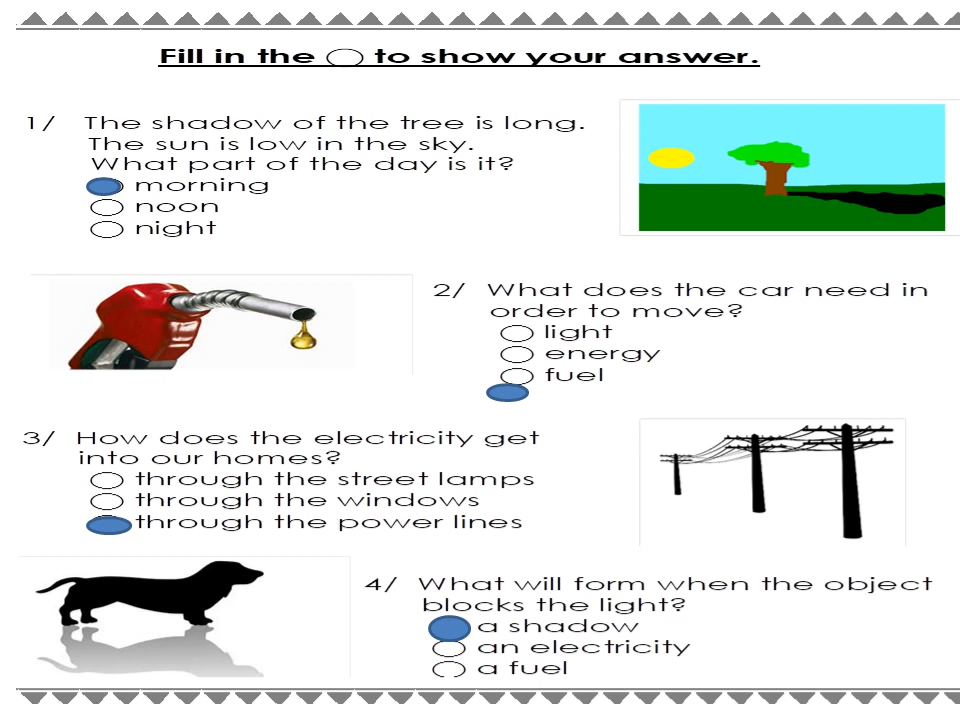 Fill in the ◯ to show your answer.
1/ The shadow of the tree is long.
The sun is low in the sky.
What part of the day is it?
morning
noon
night
2/ What does the car need in
order to move?
light
energy
fuel
3/ How does the electricity get
into our homes?
through the street lamps
through the windows
through the power lines
4/ What will form when the object
blocks the light?
a shadow
an electricity
a fuel